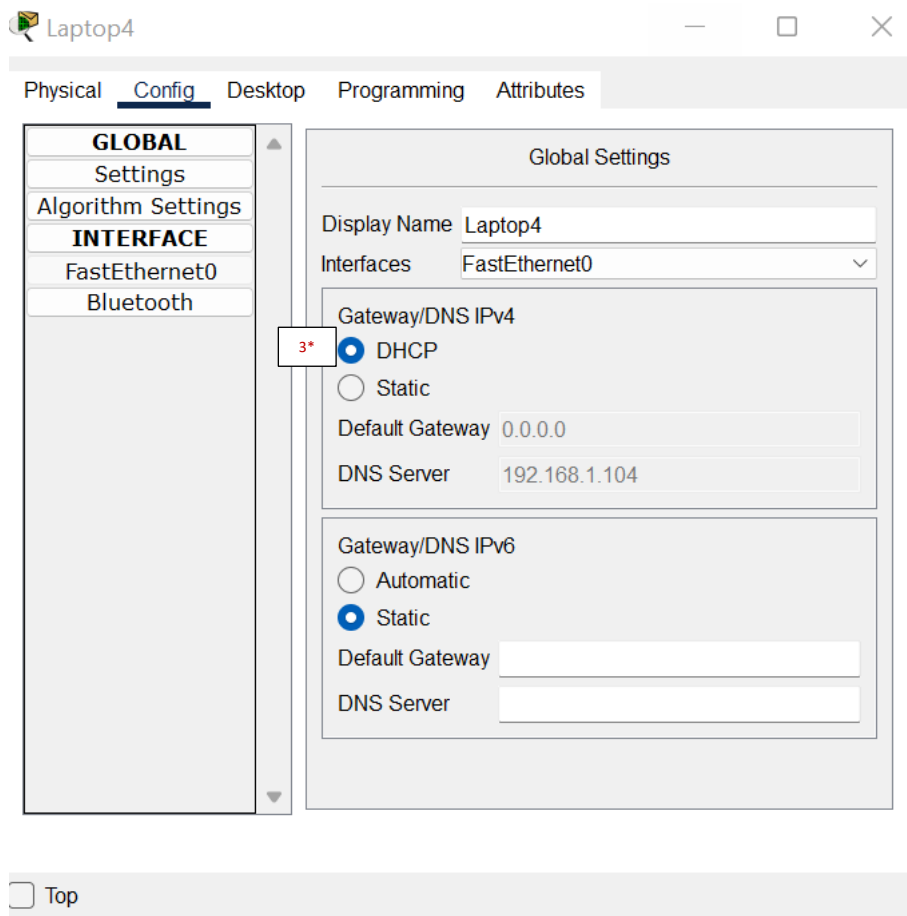 Laptop4
Physical Config Desktop Programming Attributes
GLOBAL
Settings
Algorithm Settings
INTERFACE
FastEthernet0
Bluetooth
Global Settings
Display Name Laptop4
Interfaces FastEthernet0
Gateway/DNS IPv4
3* DHCP
Static
Default Gateway 0.0.0.0
DNS Server 192.168.1.104
Gateway/DNS IPv6
Automatic
Static
Default Gateway
DNS Server
Top